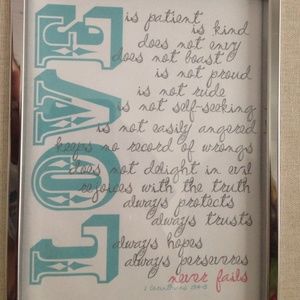 LOVE
is patient
is kind
does not envy
does not boast
is not proud
is not rude
is not self-seeking
is not easily angered
keeps no record of wrongs
does not delight in evil
rejoices with the truth
always protects
always trusts
always hopes
always perseveres
never fails